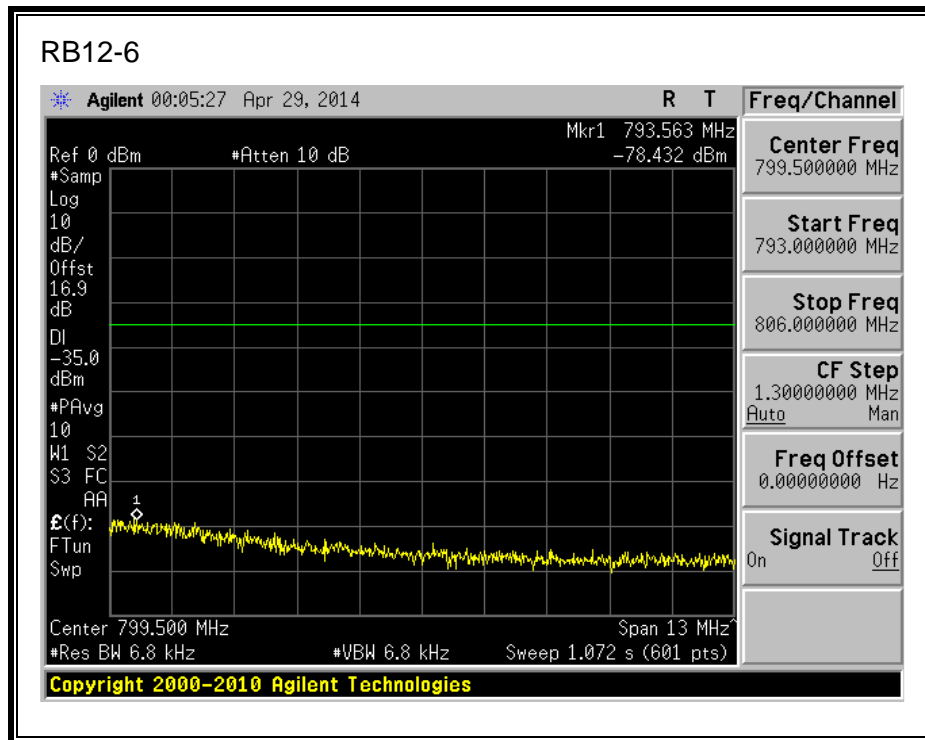 RB12-6
Agilent 00:05:27 Apr 29, 2014 R T Freq/Channel
Mkr1 793.563 MHz
Ref 0 dBm #Atten 10 dB -78.432 dBm
#Samp
Log
10
dB/
Offst
16.9
dB
DI
-35.0
dBm
#PAvg
10
W1 S2
S3 FC
AA
£(f):
FTun
Swp
1
Center 799.500 MHz Span 13 MHz^
#Res BW 6.8 kHz #VBW 6.8 kHz Sweep 1.072 s (601 pts)
Center Freq
799.500000 MHz
Start Freq
793.000000 MHz
Stop Freq
806.000000 MHz
CF Step
1.30000000 MHz
Auto Man
Freq Offset
0.00000000 Hz
Signal Track
On Off
Copyright 2000-2010 Agilent Technologies